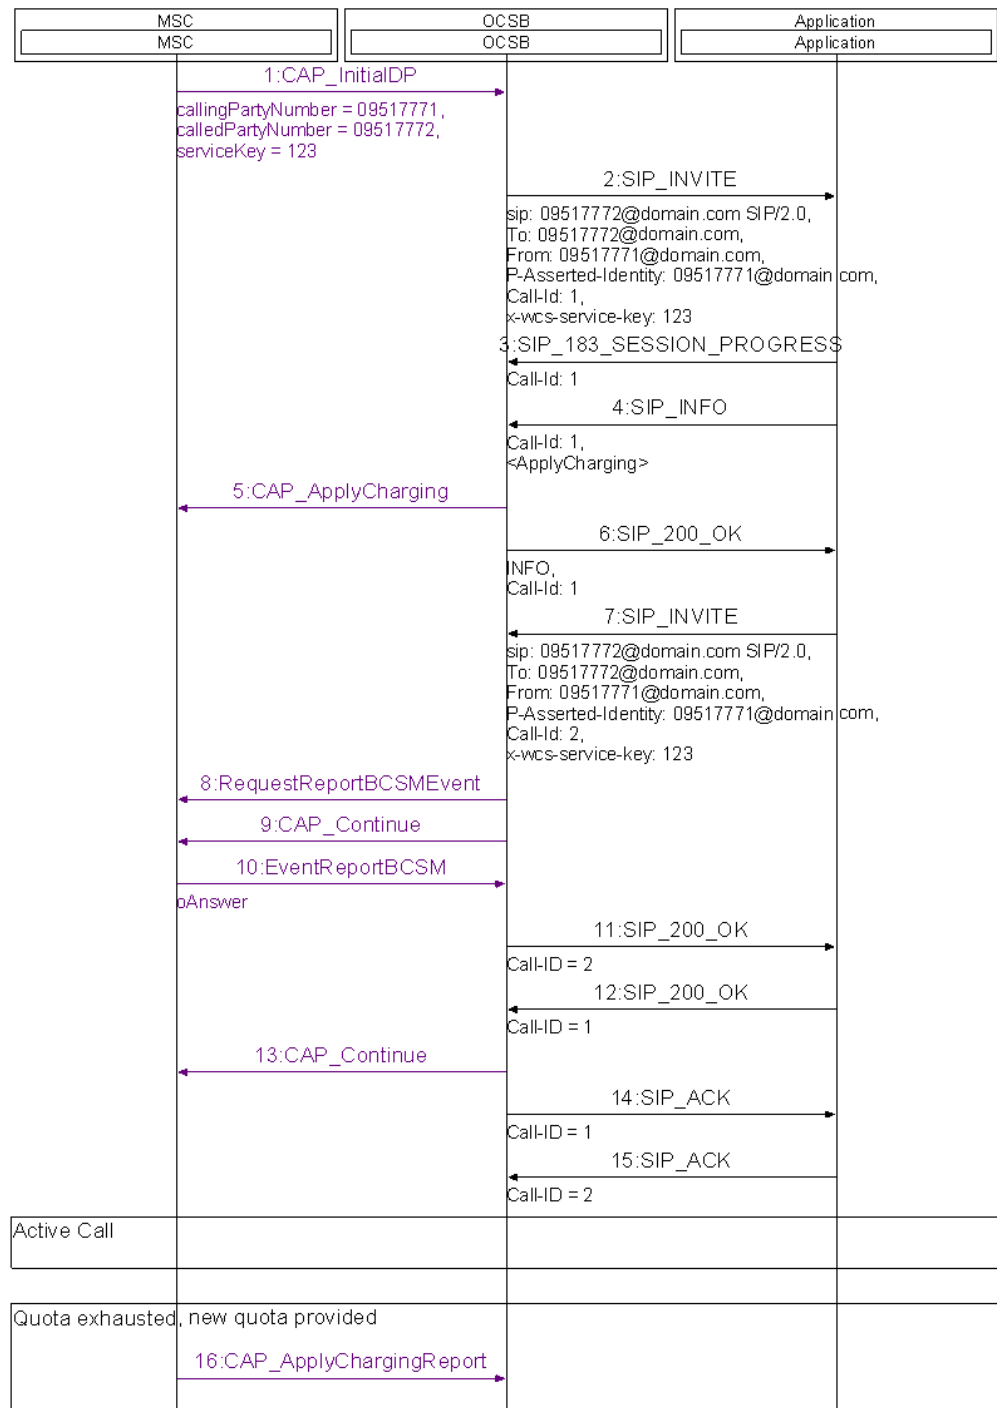 MSC
OCSB
Application
MSC
OCSB
Application
1:CAP_InitialDP
callingPartyNumber = 09517771,
calledPartyNumber = 09517772,
serviceKey = 123
2:SIP_INVITE
sip: 09517772@domain.com SIP/2.0,
To: 09517772@domain.com,
From: 09517771@domain.com,
P-Asserted-Identity: 09517771@domain.com,
Call-Id: 1,
x-wcs-service-key: 123
3:SIP_183_SESSION_PROGRESS
Call-Id: 1
4:SIP_INFO
Call-Id: 1,
<ApplyCharging>
5:CAP_ApplyCharging
6:SIP_200_OK
INFO,
Call-Id: 1
7:SIP_INVITE
sip: 09517772@domain.com SIP/2.0,
To: 09517772@domain.com,
From: 09517771@domain.com,
P-Asserted-Identity: 09517771@domain.com,
Call-Id: 2,
x-wcs-service-key: 123
8:RequestReportBCSMEvent
9:CAP_Continue
10:EventReportBCSM
oAnswer
11:SIP_200_OK
Call-ID = 2
12:SIP_200_OK
Call-ID = 1
13:CAP_Continue
14:SIP_ACK
Call-ID = 1
15:SIP_ACK
Call-ID = 2
Active Call
Quota exhausted, new quota provided
16:CAP_ApplyChargingReport